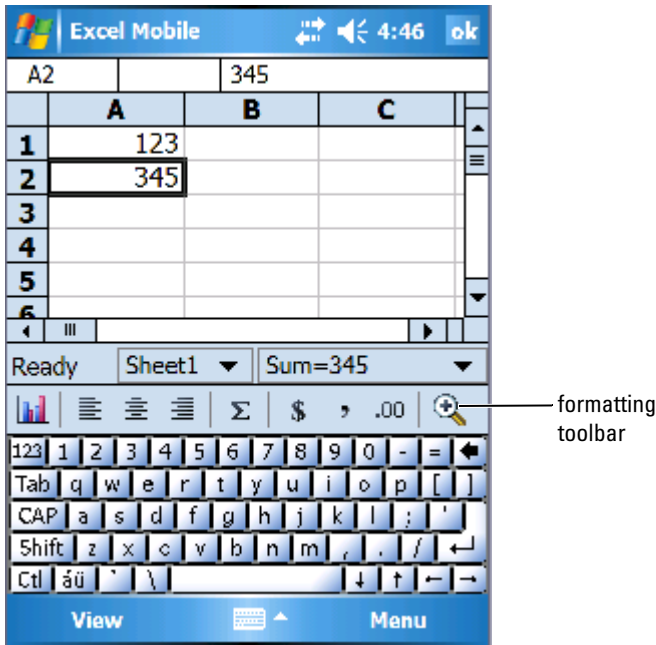 Excel Mobile 4:46 ok
A2 345
A B C
1 123
2 345
3
4
5
6
Ready Sheet1 Sum=345
Σ $ , .00
formatting
toolbar
123 1 2 3 4 5 6 7 8 9 0 - =
Tab q w e r t y u i o p [ ]
CAP a s d f g h j k l ; '
Shift z x c v b n m , . /
Ctl áü ` \
View Menu